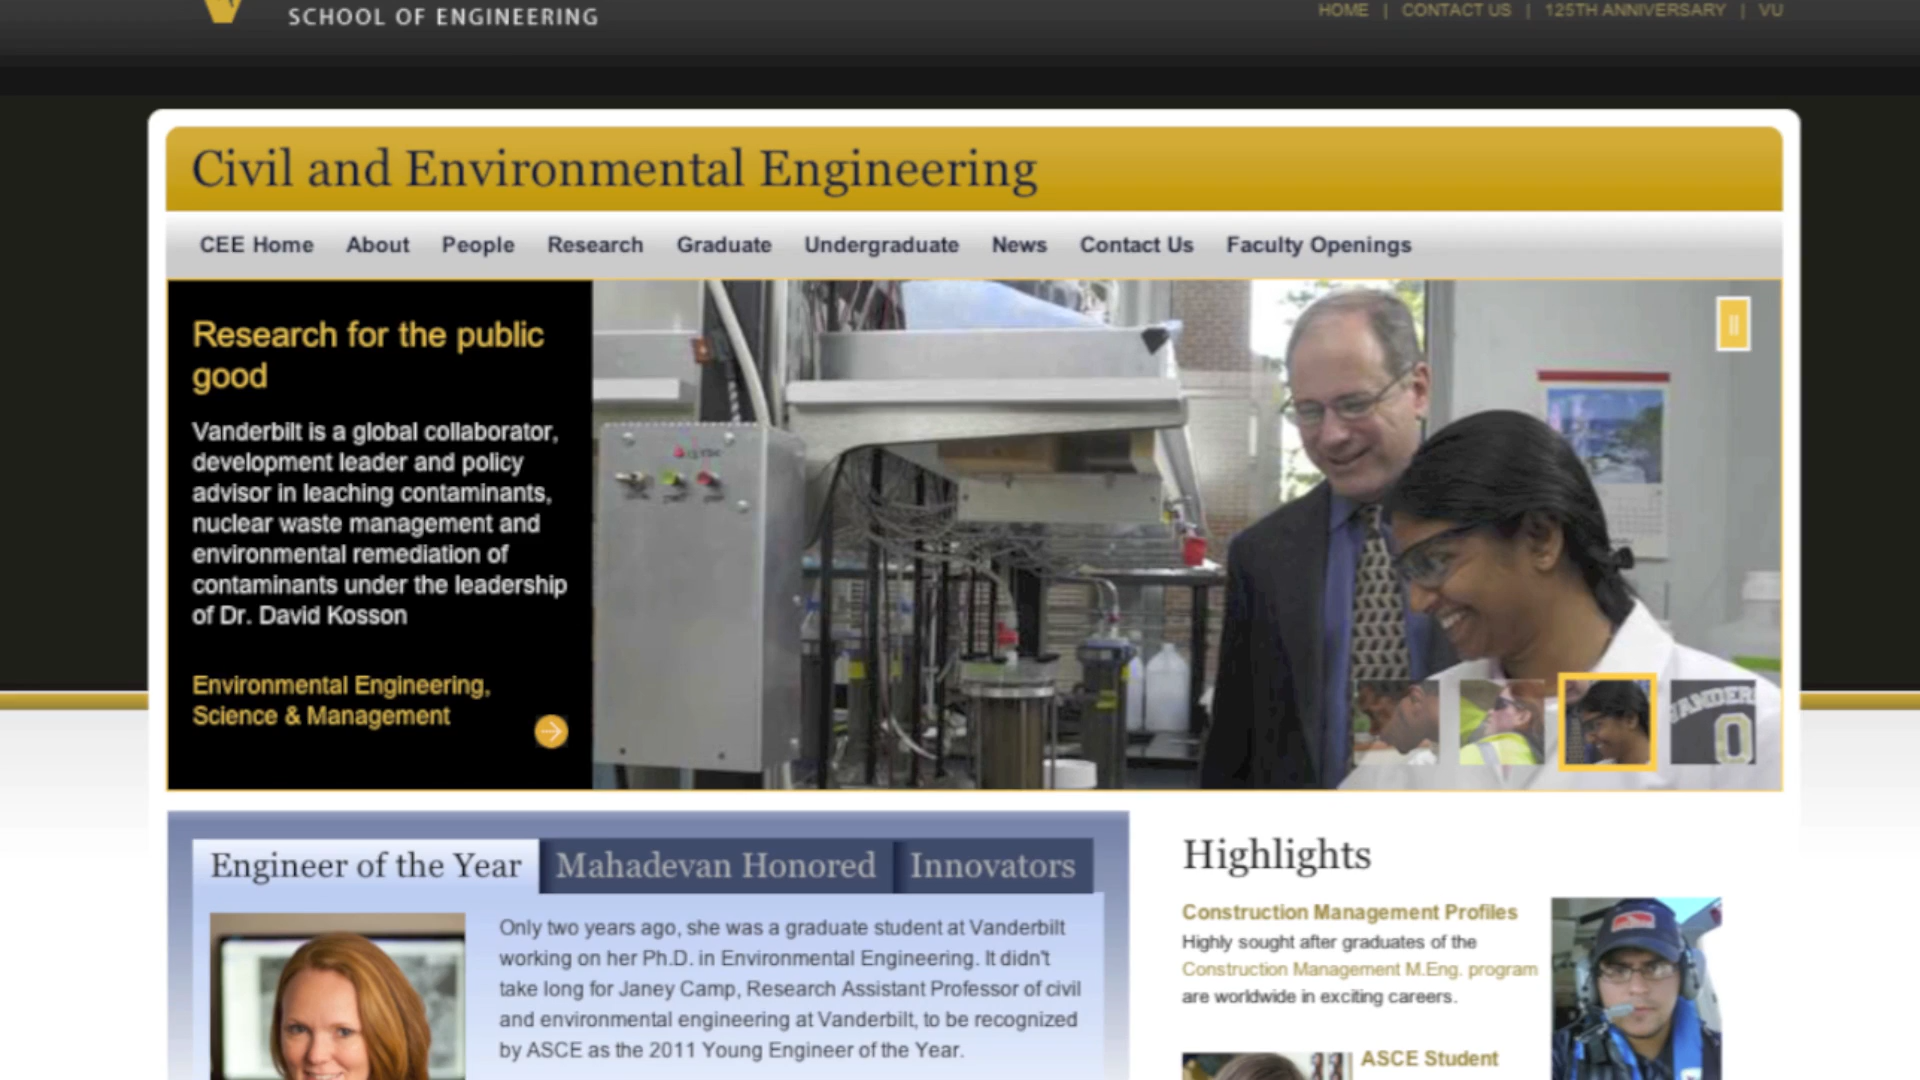 SCHOOL OF ENGINEERING
HOME | CONTACT US | 125TH ANNIVERSARY | VU
Civil and Environmental Engineering
CEE Home About People Research Graduate Undergraduate News Contact Us Faculty Openings
Research for the public
good
Vanderbilt is a global collaborator,
development leader and policy
advisor in leaching contaminants,
nuclear waste management and
environmental remediation of
contaminants under the leadership
of Dr. David Kosson
Environmental Engineering,
Science & Management
VANDER
0
Engineer of the Year Mahadevan Honored Innovators
Only two years ago, she was a graduate student at Vanderbilt
working on her Ph.D. in Environmental Engineering. It didn't
take long for Janey Camp, Research Assistant Professor of civil
and environmental engineering at Vanderbilt, to be recognized
by ASCE as the 2011 Young Engineer of the Year.
Highlights
Construction Management Profiles
Highly sought after graduates of the
Construction Management M.Eng. program
are worldwide in exciting careers.
ASCE Student